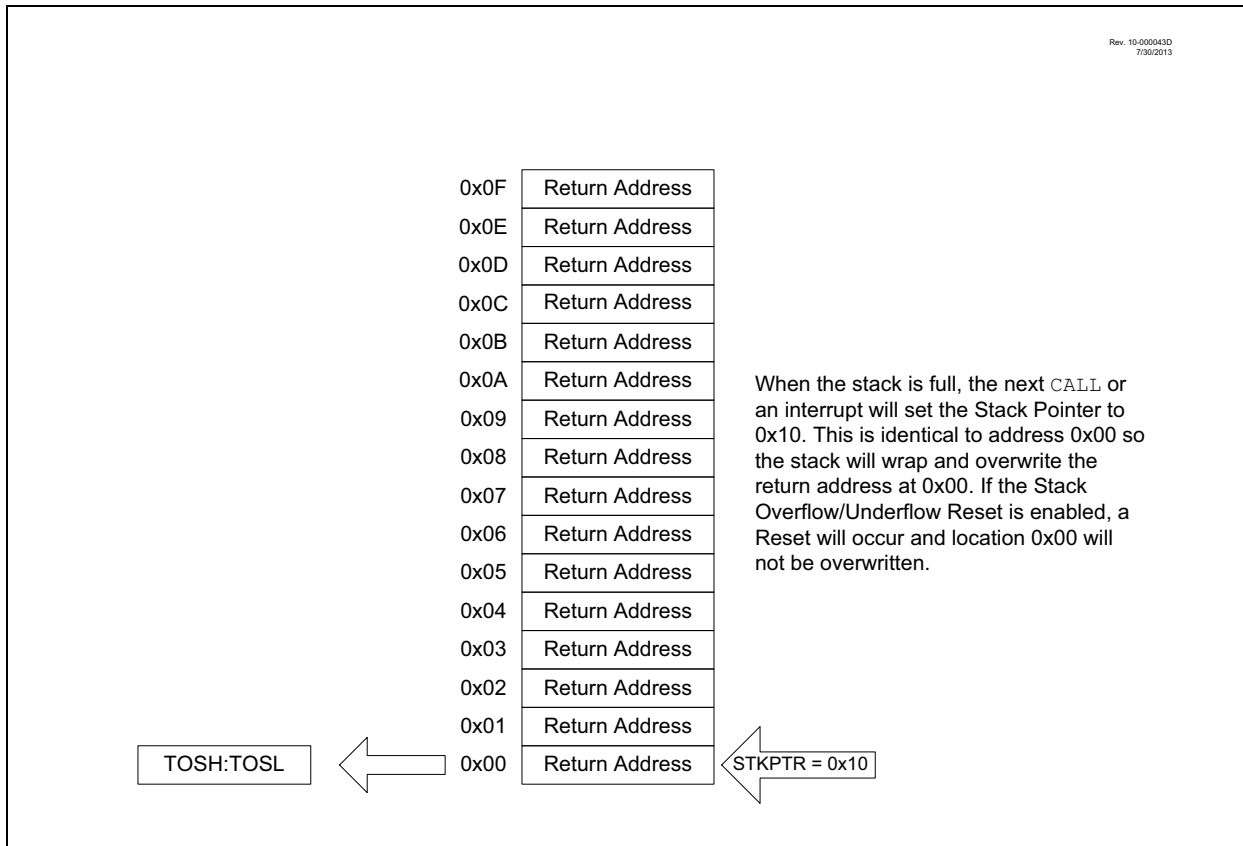 Rev. 10-000043D
7/30/2013
0x0F Return Address
0x0E Return Address
0x0D Return Address
0x0C Return Address
0x0B Return Address
0x0A Return Address
0x09 Return Address
0x08 Return Address
0x07 Return Address
0x06 Return Address
0x05 Return Address
0x04 Return Address
0x03 Return Address
0x02 Return Address
0x01 Return Address
TOSH:TOSL 0x00 Return Address STKPTR = 0x10
When the stack is full, the next CALL or
an interrupt will set the Stack Pointer to
0x10. This is identical to address 0x00 so
the stack will wrap and overwrite the
return address at 0x00. If the Stack
Overflow/Underflow Reset is enabled, a
Reset will occur and location 0x00 will
not be overwritten.